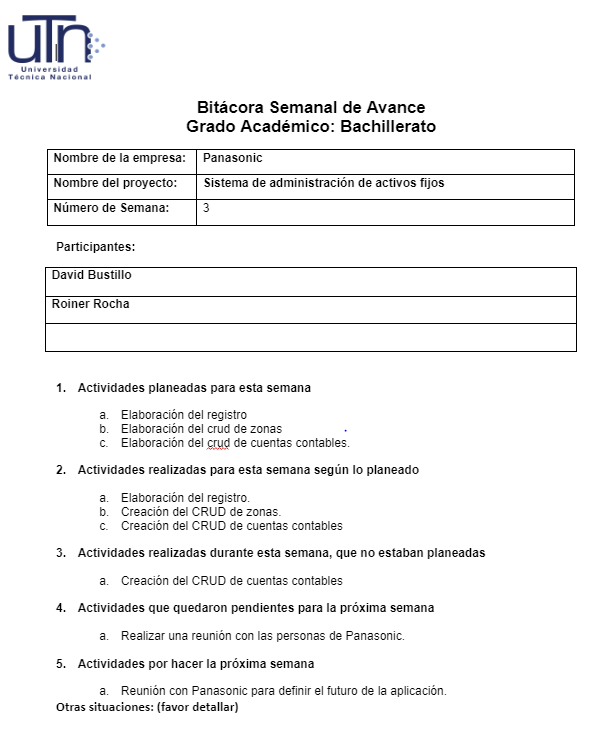 UTN
Universidad
Técnica Nacional
Bitácora Semanal de Avance
Grado Académico: Bachillerato
Nombre de la empresa: Panasonic
Nombre del proyecto: Sistema de administración de activos fijos
Número de Semana: 3
Participantes:
David Bustillo
Roiner Rocha
1. Actividades planeadas para esta semana
a. Elaboración del registro
b. Elaboración del crud de zonas
c. Elaboración del crud de cuentas contables.
2. Actividades realizadas para esta semana según lo planeado
a. Elaboración del registro.
b. Creación del CRUD de zonas.
c. Creación del CRUD de cuentas contables
3. Actividades realizadas durante esta semana, que no estaban planeadas
a. Creación del CRUD de cuentas contables
4. Actividades que quedaron pendientes para la próxima semana
a. Realizar una reunión con las personas de Panasonic.
5. Actividades por hacer la próxima semana
a. Reunión con Panasonic para definir el futuro de la aplicación.
Otras situaciones: (favor detallar)